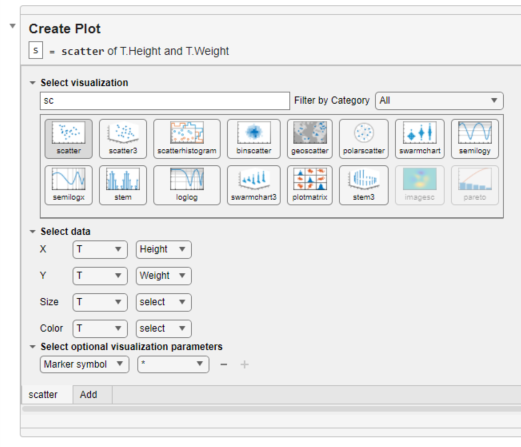 Create Plot
s = scatter of T.Height and T.Weight
Select visualization
sc Filter by Category All
scatter scatter3 scatterhistogram binscatter geoscatter polarscatter swarmchart semilogy
semilogx stem loglog swarmchart3 plotmatrix stem3 imagesc pareto
Select data
X T Height
Y T Weight
Size T select
Color T select
Select optional visualization parameters
Marker symbol * − +
scatter Add